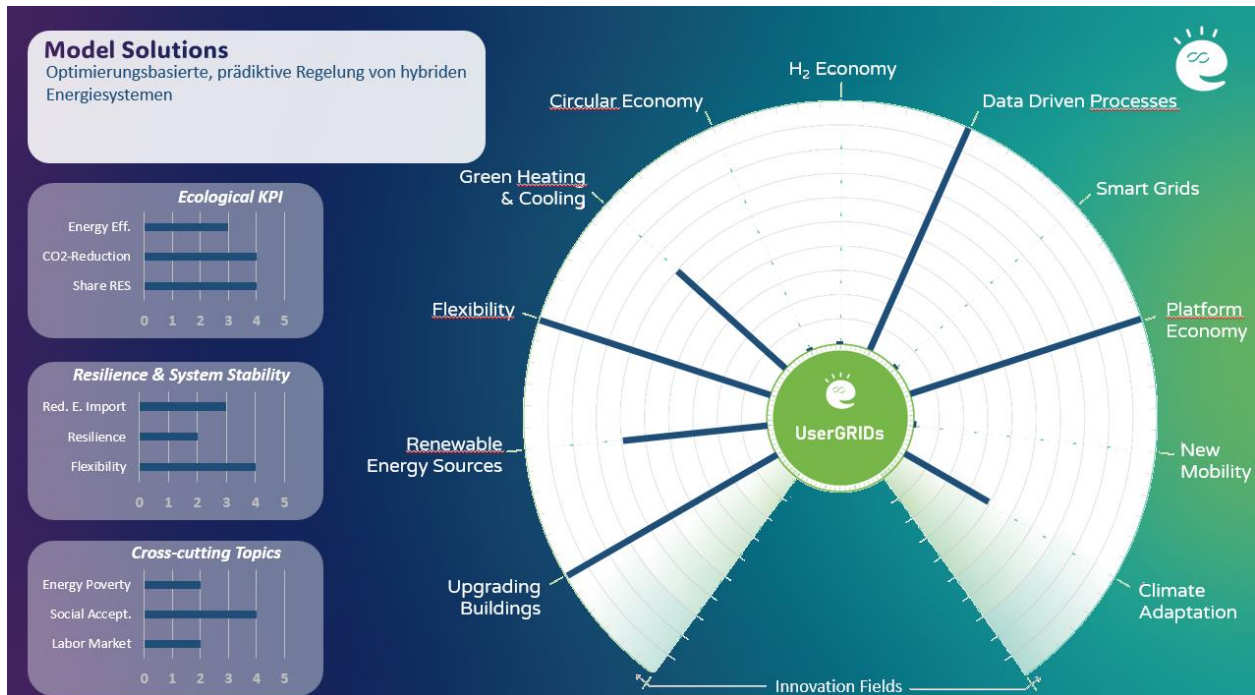 Model Solutions
Optimierungsbasierte, prädiktive Regelung von hybriden
Energiesystemen
Ecological KPI
Energy Eff.
CO2-Reduction
Share RES
0 1 2 3 4 5
Resilience & System Stability
Red. E. Import
Resilience
Flexibility
0 1 2 3 4 5
Cross-cutting Topics
Energy Poverty
Social Accept.
Labor Market
0 1 2 3 4 5
H₂ Economy
Circular Economy
Data Driven Processes
Green Heating
& Cooling
Smart Grids
Flexibility
Platform
Economy
UserGRIDs
Renewable
Energy Sources
New
Mobility
Upgrading
Buildings
Climate
Adaptation
Innovation Fields